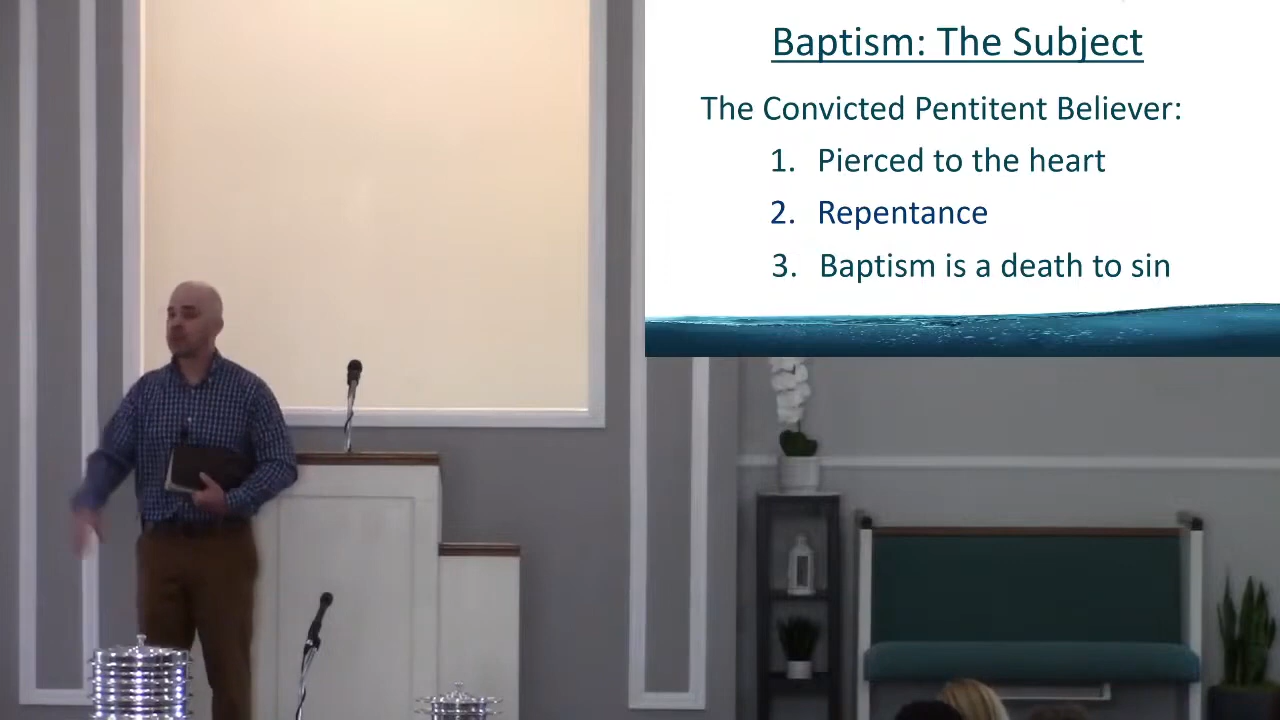 Baptism: The Subject
The Convicted Pentitent Believer:
1. Pierced to the heart
2. Repentance
3. Baptism is a death to sin